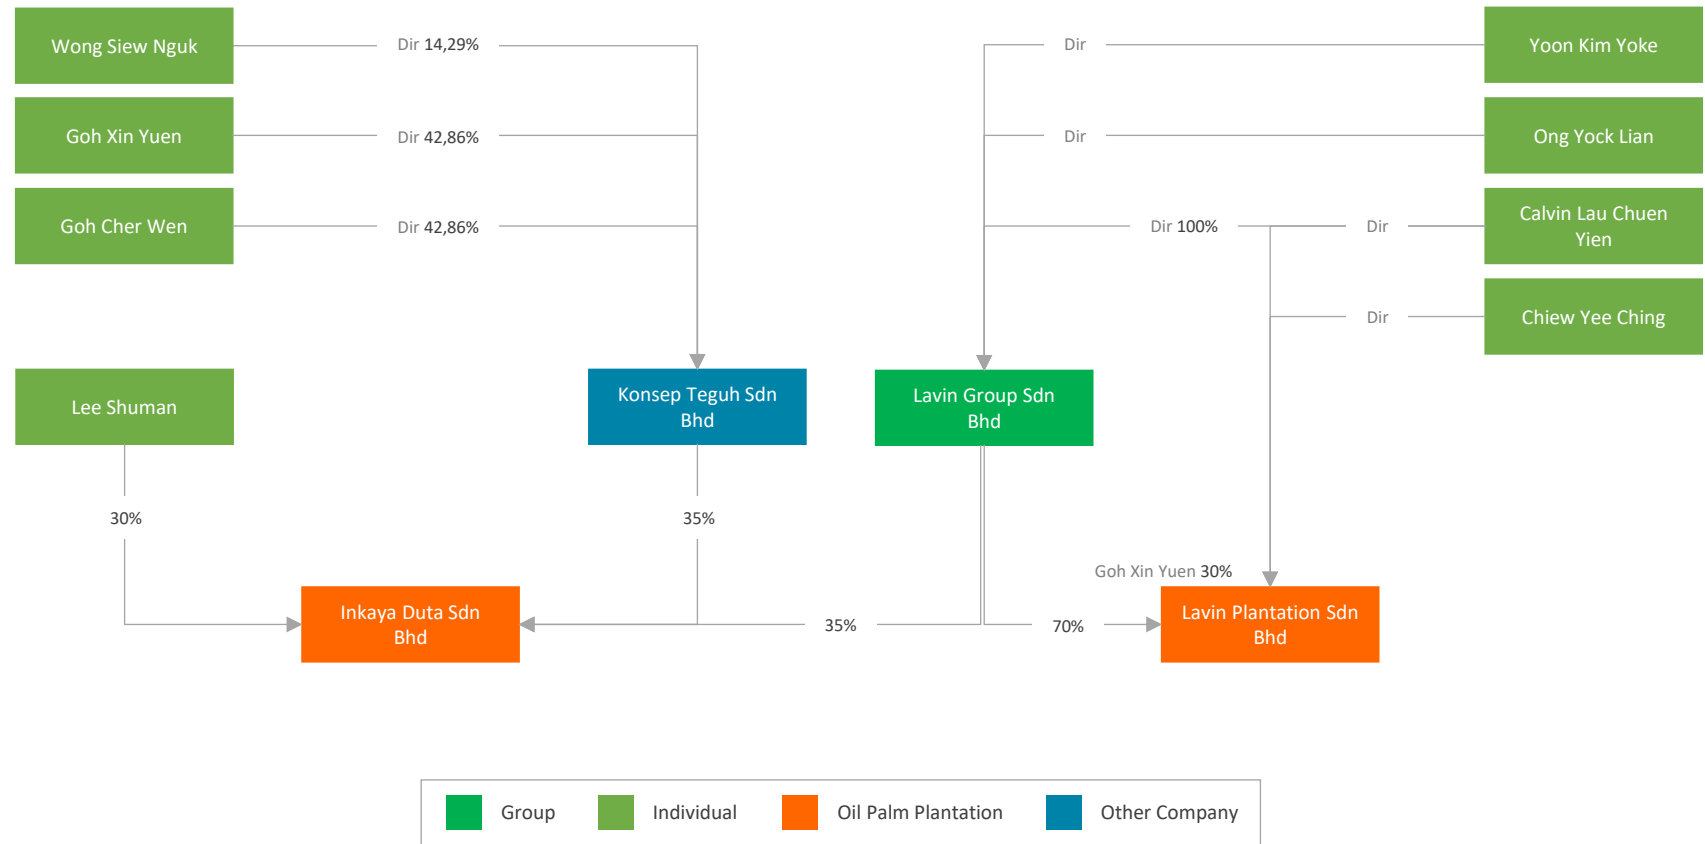 Wong Siew Nguk
Dir 14,29%
Dir
Yoon Kim Yoke
Goh Xin Yuen
Dir 42,86%
Dir
Ong Yock Lian
Goh Cher Wen
Dir 42,86%
Dir 100%
Dir
Calvin Lau Chuen
Yien
Dir
Chiew Yee Ching
Lee Shuman
Konsep Teguh Sdn
Bhd
Lavin Group Sdn
Bhd
30%
35%
Goh Xin Yuen 30%
Inkaya Duta Sdn
Bhd
35%
70%
Lavin Plantation Sdn
Bhd
Group
Individual
Oil Palm Plantation
Other Company